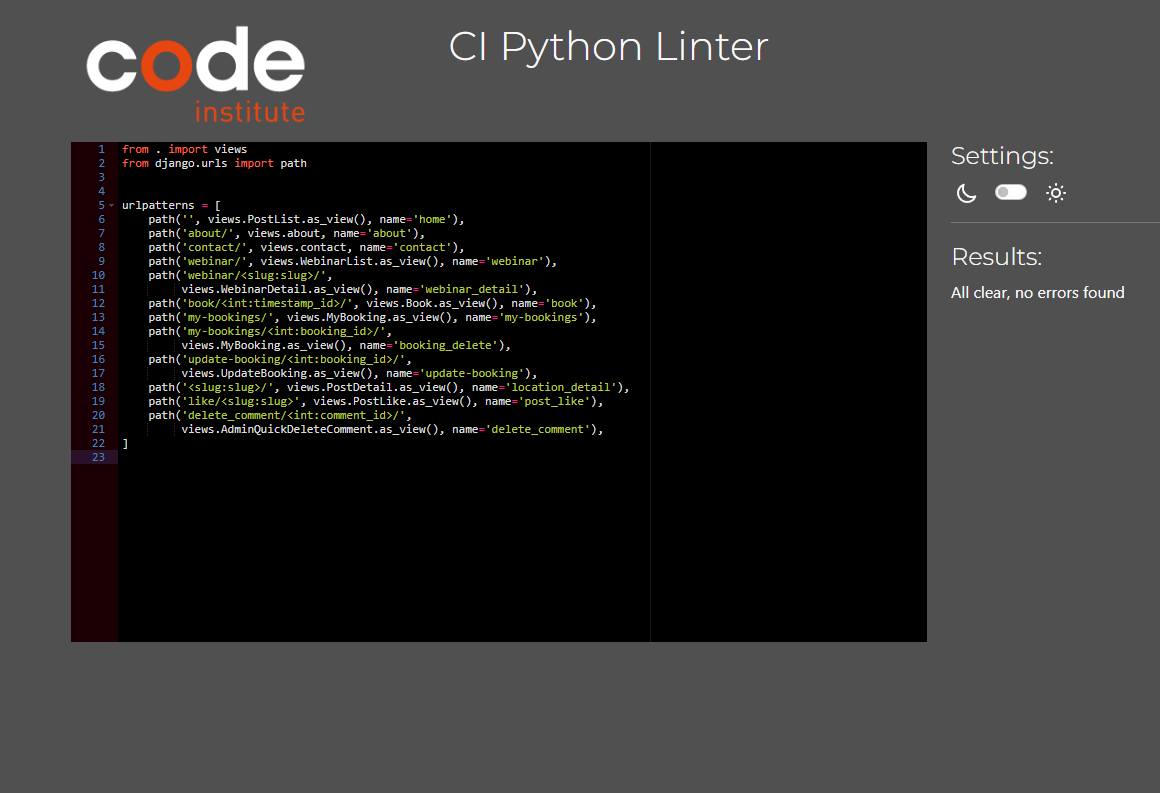 code
institute
CI Python Linter
1 from . import views
2 from django.urls import path
3
4
5 urlpatterns = [
6     path('', views.PostList.as_view(), name='home'),
7     path('about/', views.about, name='about'),
8     path('contact/', views.contact, name='contact'),
9     path('webinar/', views.WebinarList.as_view(), name='webinar'),
10     path('webinar/<slug:slug>/',
11          views.WebinarDetail.as_view(), name='webinar_detail'),
12     path('book/<int:timestamp_id>/', views.Book.as_view(), name='book'),
13     path('my-bookings/', views.MyBooking.as_view(), name='my-bookings'),
14     path('my-bookings/<int:booking_id>/',
15          views.MyBooking.as_view(), name='booking_delete'),
16     path('update-booking/<int:booking_id>/',
17          views.UpdateBooking.as_view(), name='update-booking'),
18     path('<slug:slug>/', views.PostDetail.as_view(), name='location_detail'),
19     path('like/<slug:slug>', views.PostLike.as_view(), name='post_like'),
20     path('delete_comment/<int:comment_id>/',
21          views.AdminQuickDeleteComment.as_view(), name='delete_comment'),
22 ]
23
Settings:
Results:
All clear, no errors found